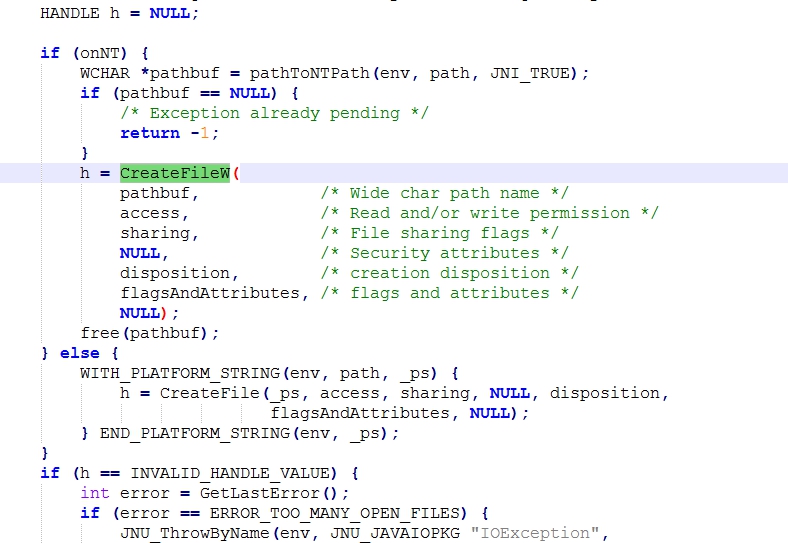 HANDLE h = NULL;
if (onNT) {
WCHAR *pathbuf = pathToNTPath(env, path, JNI_TRUE);
if (pathbuf == NULL) {
/* Exception already pending */
return -1;
}
h = CreateFileW(
pathbuf, /* Wide char path name */
access, /* Read and/or write permission */
sharing, /* File sharing flags */
NULL, /* Security attributes */
disposition, /* creation disposition */
flagsAndAttributes, /* flags and attributes */
NULL);
free(pathbuf);
} else {
WITH_PLATFORM_STRING(env, path, _ps) {
h = CreateFile(_ps, access, sharing, NULL, disposition,
flagsAndAttributes, NULL);
} END_PLATFORM_STRING(env, _ps);
}
if (h == INVALID_HANDLE_VALUE) {
int error = GetLastError();
if (error == ERROR_TOO_MANY_OPEN_FILES) {
JNU_ThrowByName(env, JNU_JAVAIOPKG "IOException",